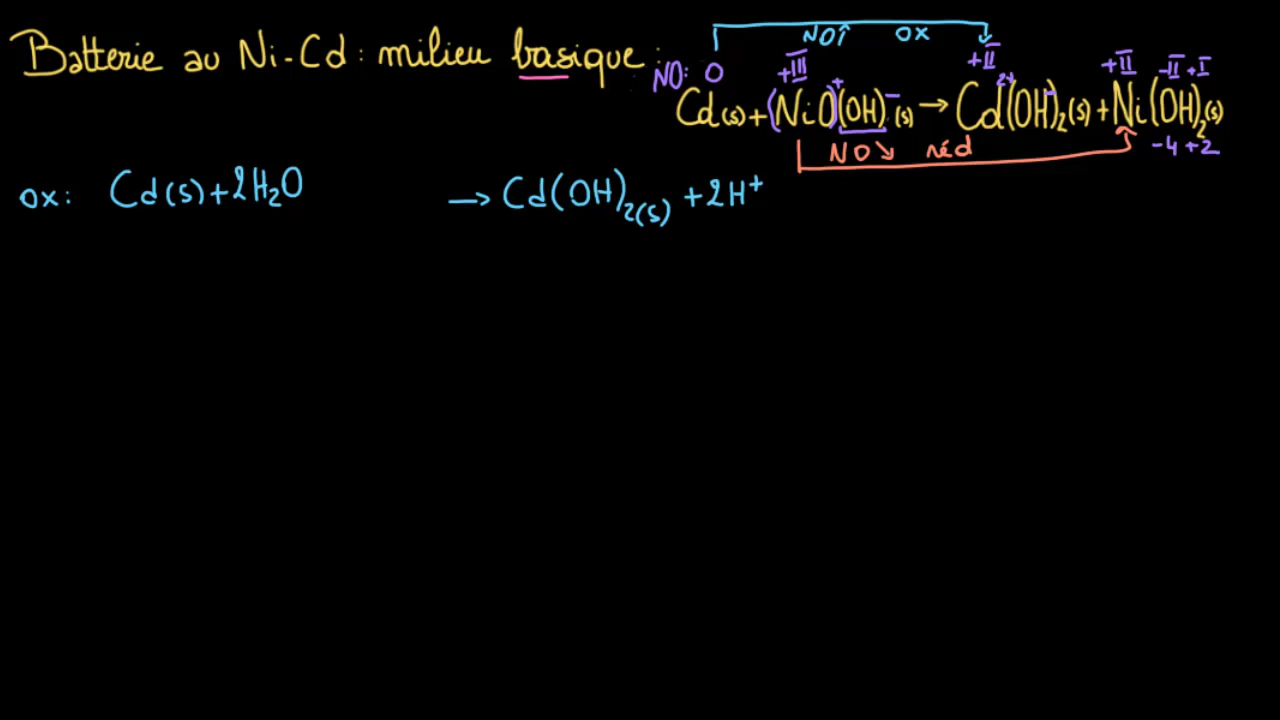 Batterie au Ni-Cd : milieu basique :
NO↑ ox
NO: 0 +III +II +II -II +I
Cd(s) + (NiO)⁺(OH)⁻(s) → Cd²⁺(OH)⁻₂(s) + Ni(OH)₂(s)
NO↘ réd -4 +2
ox: Cd(s) + 2H₂O → Cd(OH)₂(s) + 2H⁺